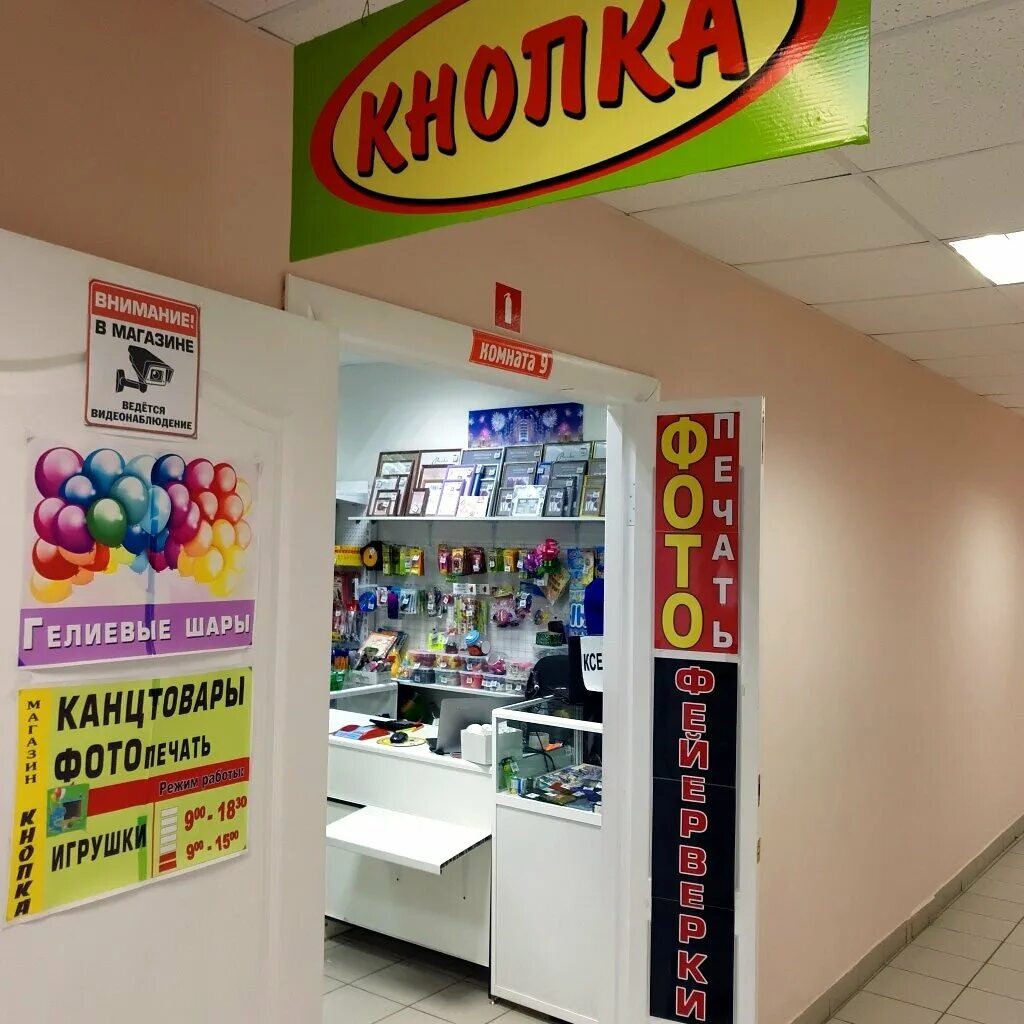 КНОПКА
ВНИМАНИЕ!
В МАГАЗИНЕ
ВЕДЁТСЯ
ВИДЕОНАБЛЮДЕНИЕ
КОМНАТА 9
ГЕЛИЕВЫЕ ШАРЫ
МАГАЗИН КНОПКА
КАНЦТОВАРЫ
ФОТОПЕЧАТЬ
Режим работы:
ИГРУШКИ
9⁰⁰ - 18³⁰
9⁰⁰ - 15⁰⁰
ФОТО
ПЕЧАТЬ
ФЕЙЕРВЕРКИ
КСЕ